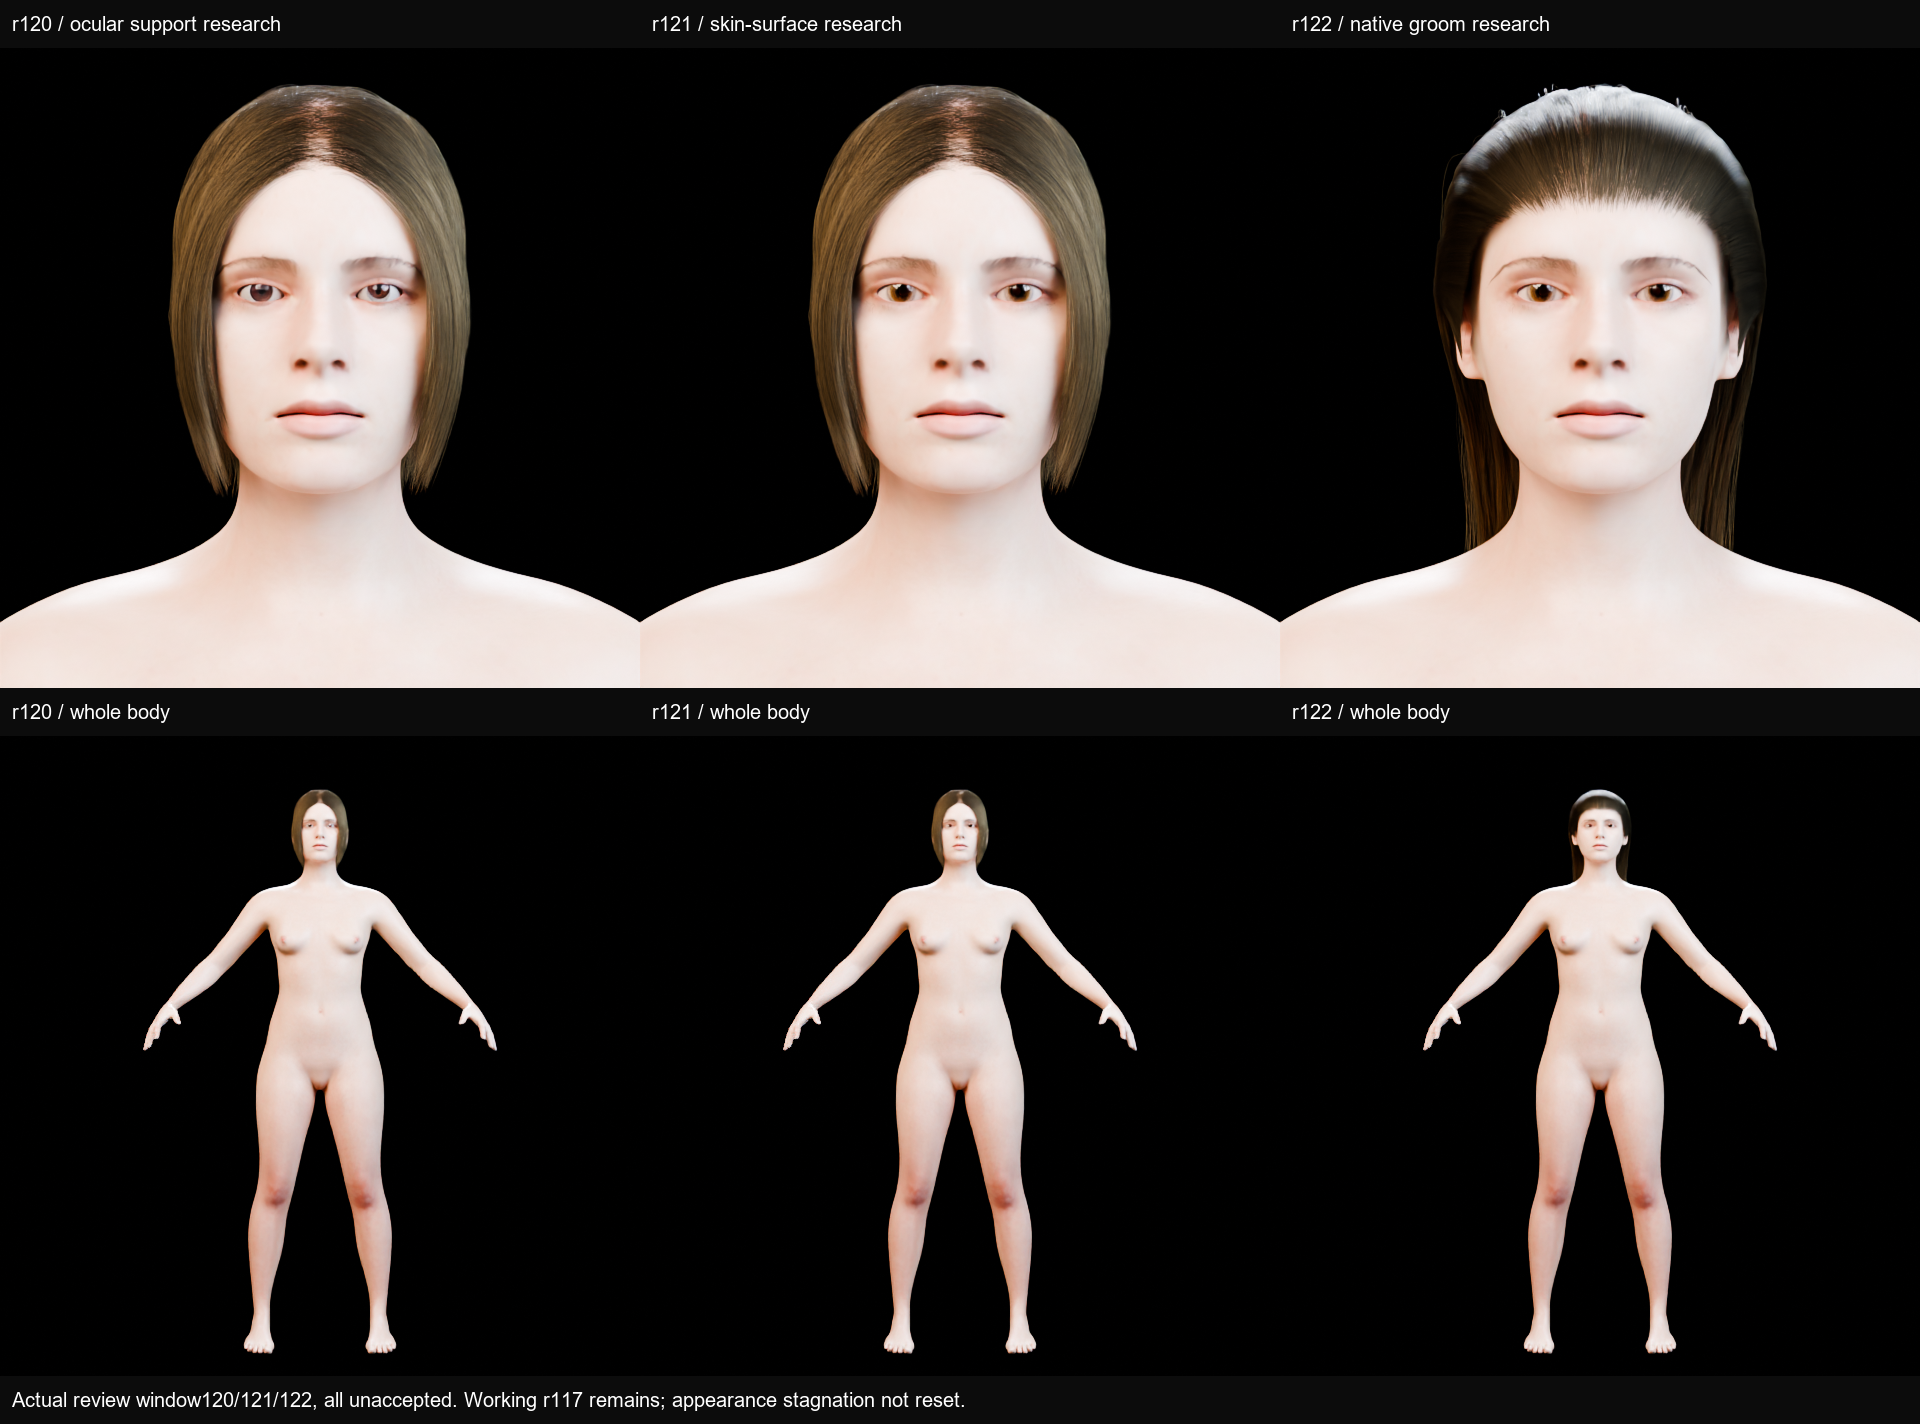 r120 / ocular support research
r121 / skin-surface research
r122 / native groom research
r120 / whole body
r121 / whole body
r122 / whole body
Actual review window120/121/122, all unaccepted. Working r117 remains; appearance stagnation not reset.